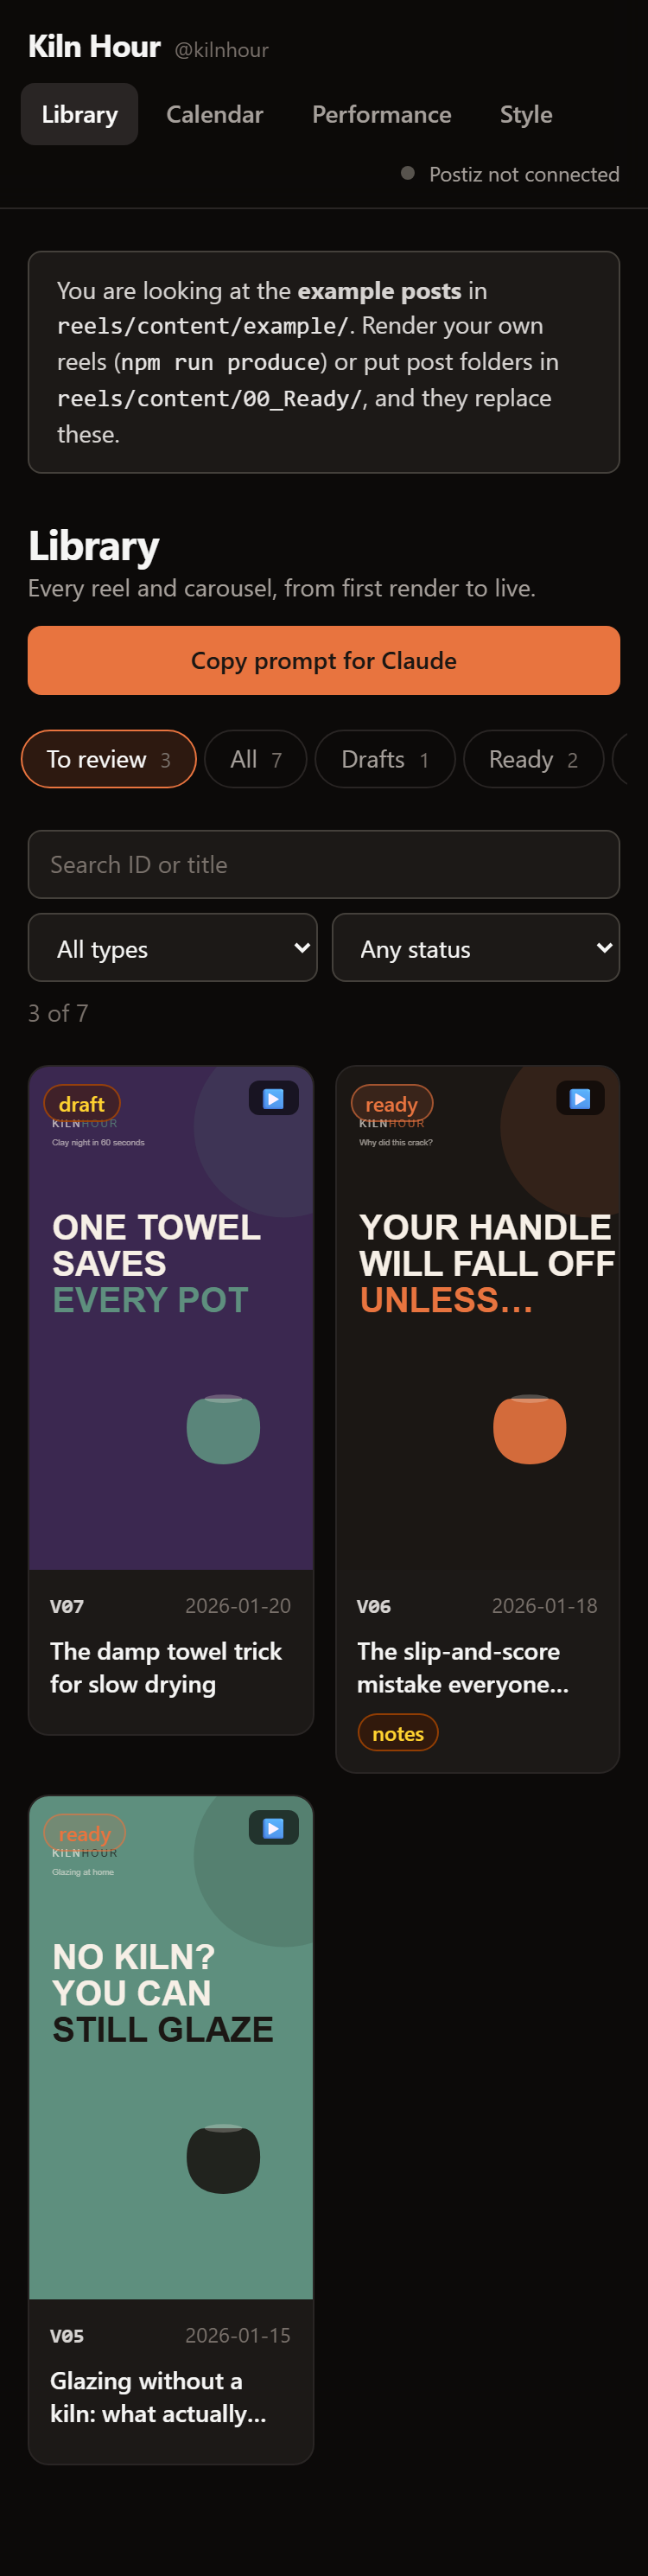 Kiln Hour @kilnhour
Library Calendar Performance Style
Postiz not connected
You are looking at the example posts in
reels/content/example/. Render your own
reels (npm run produce) or put post folders in
reels/content/00_Ready/, and they replace
these.
Library
Every reel and carousel, from first render to live.
Copy prompt for Claude
To review 3 All 7 Drafts 1 Ready 2
Search ID or title
All types Any status
3 of 7
draft
KILNHOUR
Clay night in 60 seconds
ONE TOWEL
SAVES
EVERY POT
V07 2026-01-20
The damp towel trick
for slow drying
ready
KILNHOUR
Why did this crack?
YOUR HANDLE
WILL FALL OFF
UNLESS...
V06 2026-01-18
The slip-and-score
mistake everyone...
notes
ready
KILNHOUR
Glazing at home
NO KILN?
YOU CAN
STILL GLAZE
V05 2026-01-15
Glazing without a
kiln: what actually...